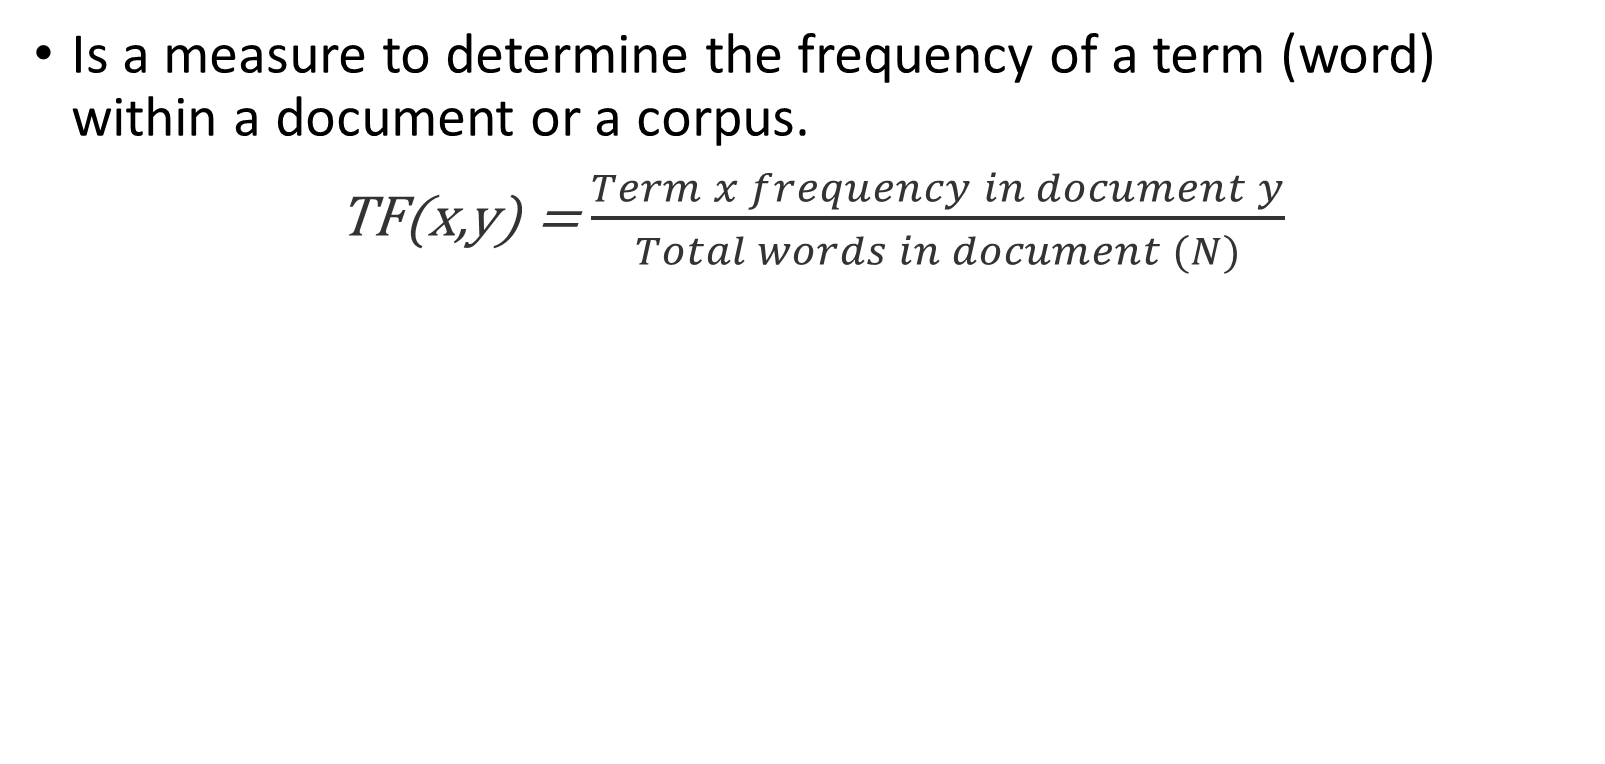 • Is a measure to determine the frequency of a term (word)
within a document or a corpus.
TF(x,y) = Term x frequency in document y
Total words in document (N)